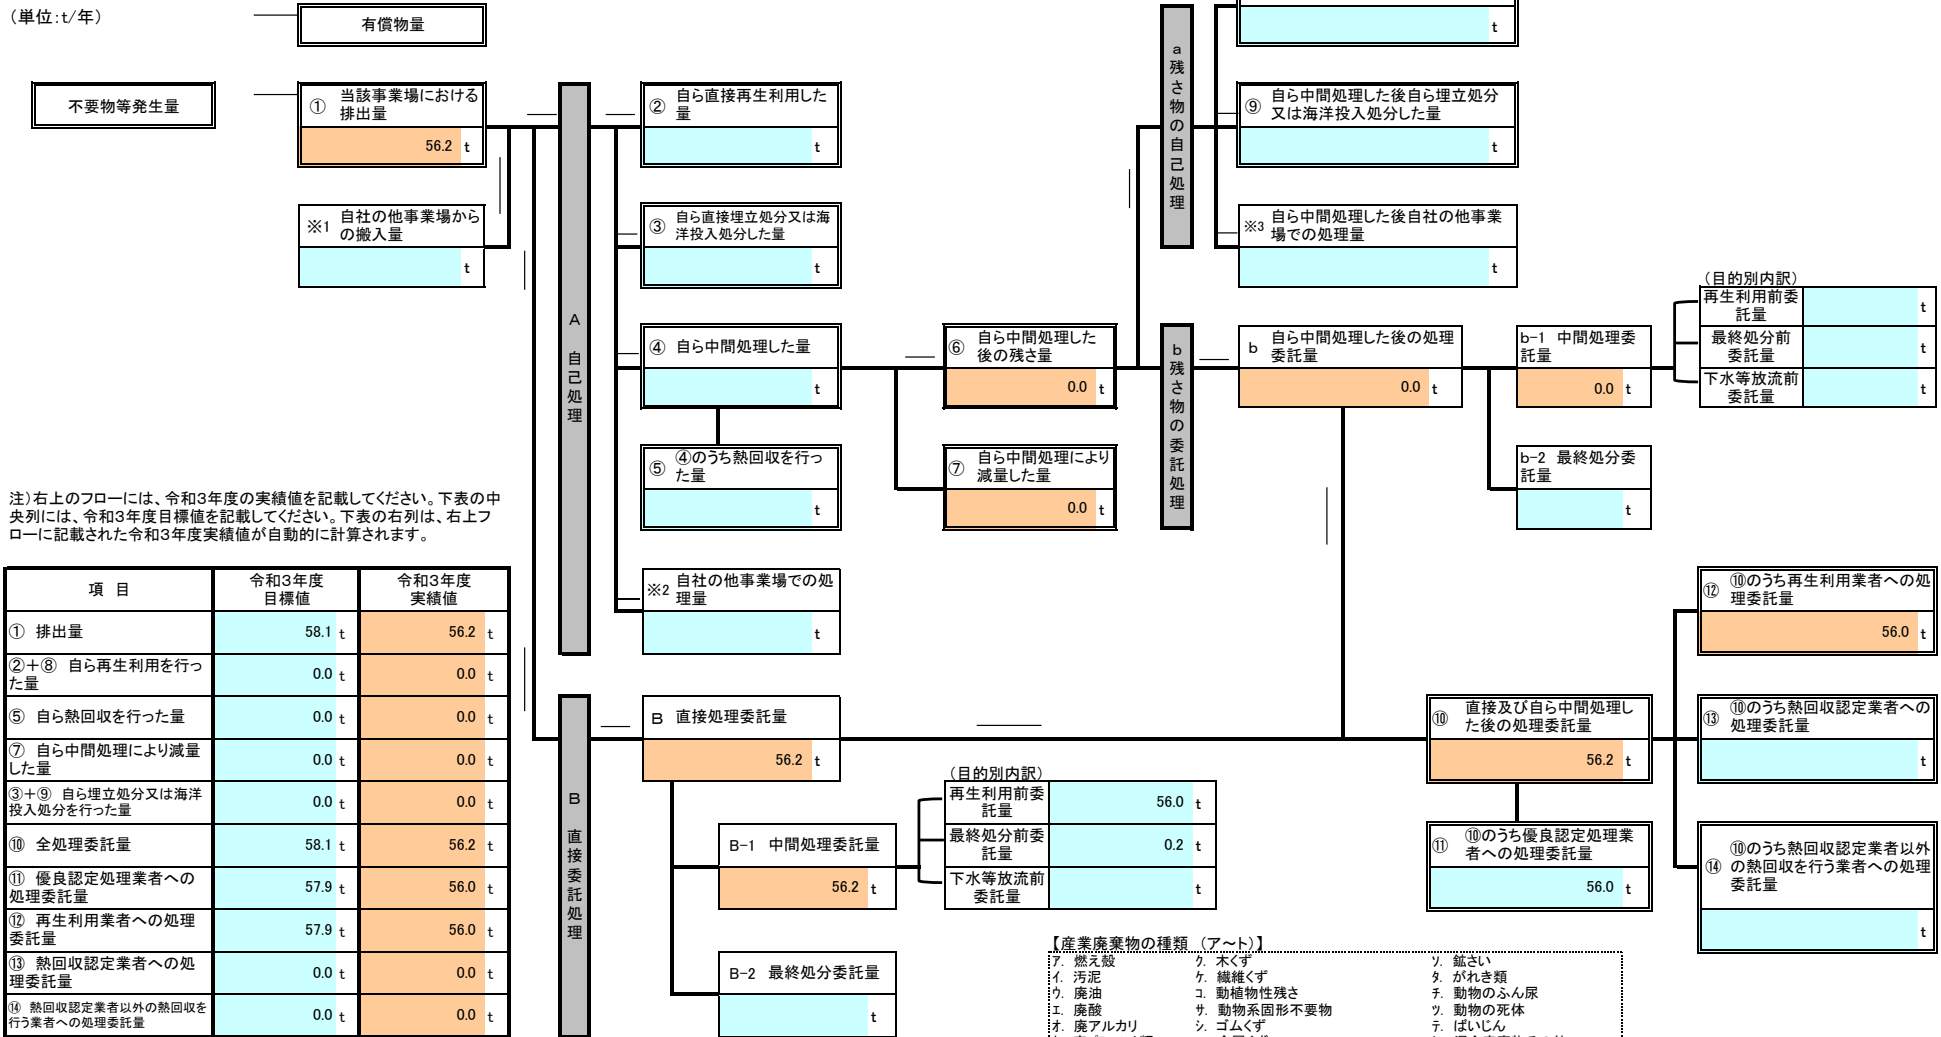 (単位:t/年)
有償物量
不要物等発生量
① 当該事業場における
排出量
56.2 t
※1 自社の他事業場から
の搬入量
t
A 自己処理
② 自ら直接再生利用した
量
t
③ 自ら直接埋立処分又は海
洋投入処分した量
t
④ 自ら中間処理した量
t
⑤ ④のうち熱回収を行っ
た量
t
※2 自社の他事業場での処
理量
t
⑥ 自ら中間処理した
後の残さ量
0.0 t
⑦ 自ら中間処理により
減量した量
0.0 t
a 残さ物の自己処理
t
⑨ 自ら中間処理した後自ら埋立処分
又は海洋投入処分した量
t
※3 自ら中間処理した後自社の他事業
場での処理量
t
b 残さ物の委託処理
b 自ら中間処理した後の処理
委託量
0.0 t
b-1 中間処理委
託量
0.0 t
b-2 最終処分委
託量
t
(目的別内訳)
再生利用前委
託量
t
最終処分前
委託量
t
下水等放流前
委託量
t
注)右上のフローには、令和3年度の実績値を記載してください。下表の中
央列には、令和3年度目標値を記載してください。下表の右列は、右上フ
ローに記載された令和3年度実績値が自動的に計算されます。
項 目
令和3年度
目標値
令和3年度
実績値
① 排出量 58.1 t 56.2 t
②+⑧ 自ら再生利用を行っ
た量 0.0 t 0.0 t
⑤ 自ら熱回収を行った量 0.0 t 0.0 t
⑦ 自ら中間処理により減量
した量 0.0 t 0.0 t
③+⑨ 自ら埋立処分又は海洋
投入処分を行った量 0.0 t 0.0 t
⑩ 全処理委託量 58.1 t 56.2 t
⑪ 優良認定処理業者への
処理委託量 57.9 t 56.0 t
⑫ 再生利用業者への処理
委託量 57.9 t 56.0 t
⑬ 熱回収認定業者への処
理委託量 0.0 t 0.0 t
⑭ 熱回収認定業者以外の熱回収を
行う業者への処理委託量 0.0 t 0.0 t
B 直接委託処理
B 直接処理委託量
56.2 t
B-1 中間処理委託量
56.2 t
B-2 最終処分委託量
t
(目的別内訳)
再生利用前委
託量
56.0 t
最終処分前委
託量
0.2 t
下水等放流前
委託量
t
⑩ 直接及び自ら中間処理し
た後の処理委託量
56.2 t
⑪ ⑩のうち優良認定処理業
者への処理委託量
56.0 t
⑫ ⑩のうち再生利用業者への処
理委託量
56.0 t
⑬ ⑩のうち熱回収認定業者への
処理委託量
t
⑭ ⑩のうち熱回収認定業者以外
の熱回収を行う業者への処理
委託量
t
【産業廃棄物の種類 (ア~ト)】
ア. 燃え殻 ク. 木くず ソ. 鉱さい
イ. 汚泥 ケ. 繊維くず タ. がれき類
ウ. 廃油 コ. 動植物性残さ チ. 動物のふん尿
エ. 廃酸 サ. 動物系固形不要物 ツ. 動物の死体
オ. 廃アルカリ シ. ゴムくず テ. ばいじん